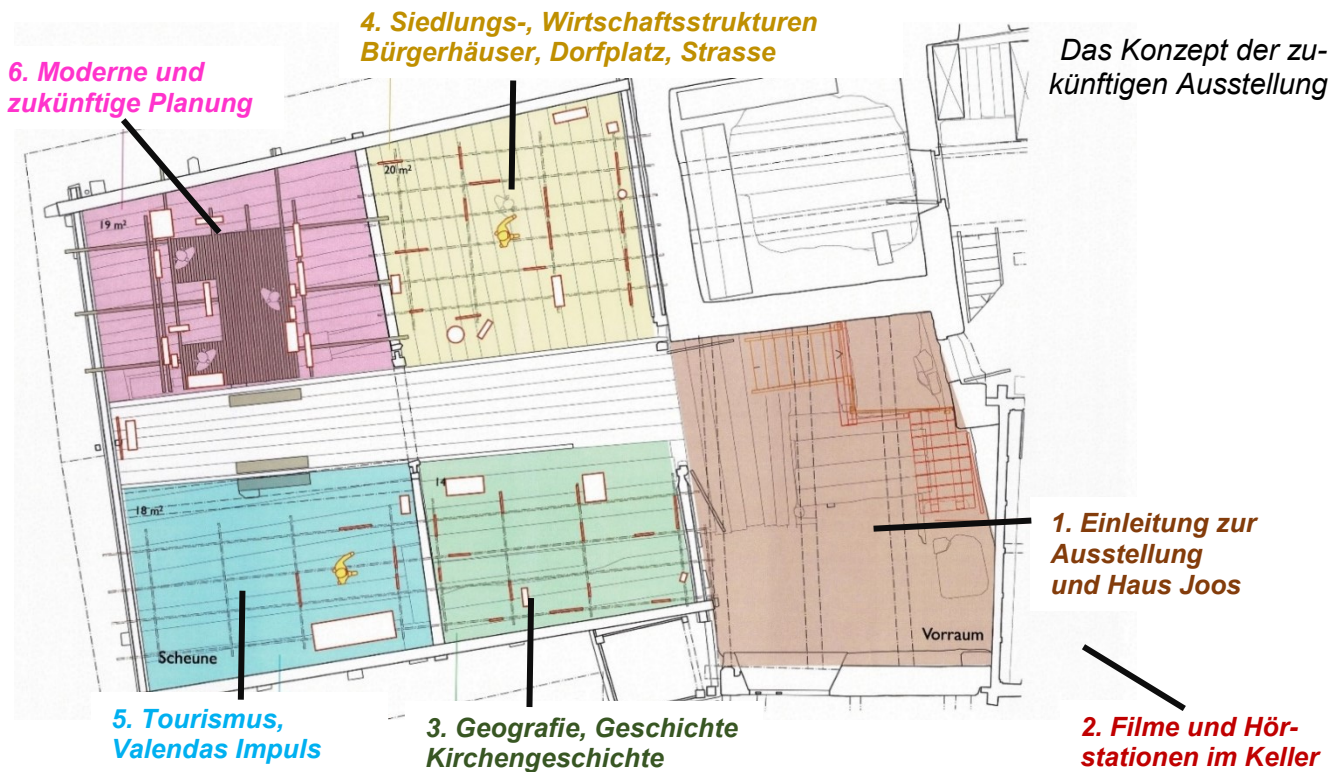 4. Siedlungs-, Wirtschaftsstrukturen
Bürgerhäuser, Dorfplatz, Strasse
Das Konzept der zu-
künftigen Ausstellung
6. Moderne und
zukünftige Planung
20 m²
19 m²
14
18 m²
1. Einleitung zur
Ausstellung
und Haus Joos
Vorraum
Scheune
5. Tourismus,
Valendas Impuls
3. Geografie, Geschichte
Kirchengeschichte
2. Filme und Hör-
stationen im Keller